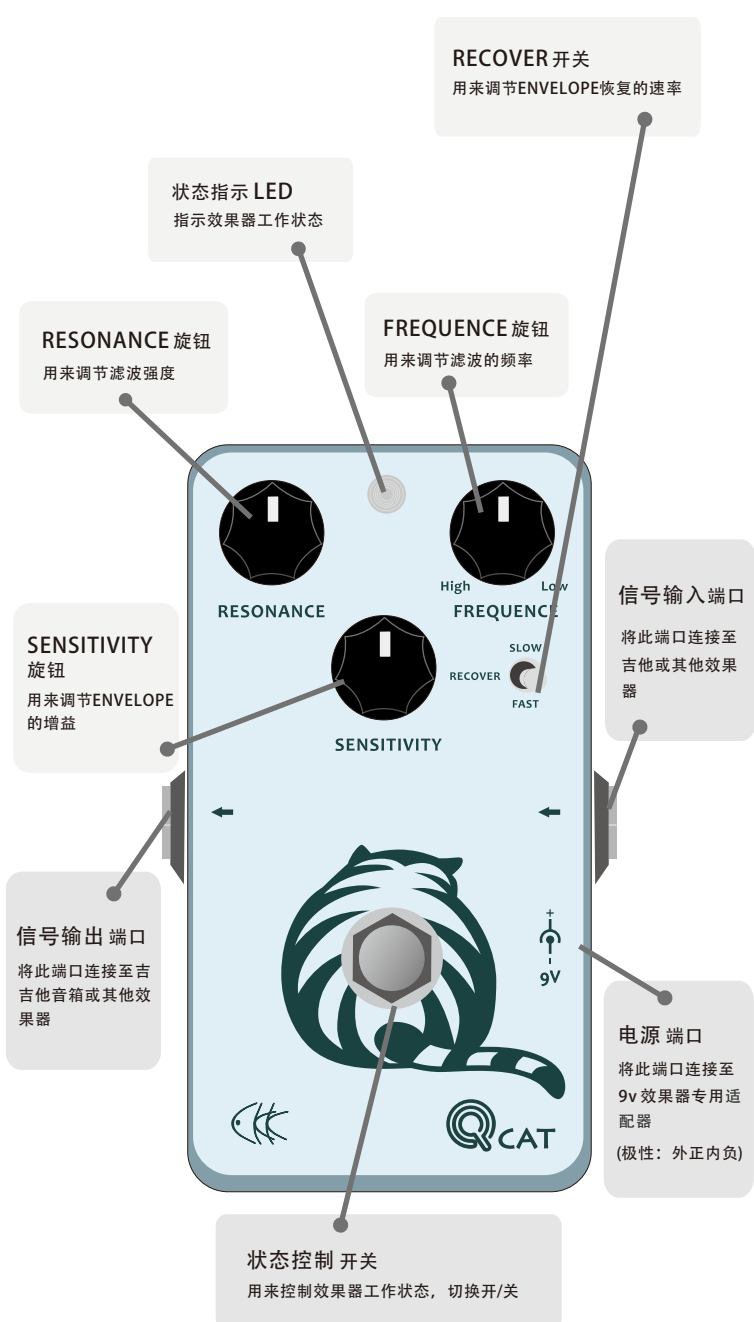 RECOVER 开关
用来调节ENVELOPE恢复的速率
状态指示 LED
指示效果器工作状态
RESONANCE 旋钮
用来调节滤波强度
FREQUENCE 旋钮
用来调节滤波的频率
High Low
RESONANCE
FREQUENCE
信号输入端口
将此端口连接至
吉他或其他效果
器
SENSITIVITY
旋钮
用来调节ENVELOPE
的增益
SLOW
RECOVER
FAST
SENSITIVITY
信号输出 端口
将此端口连接至吉
吉他音箱或其他效
果器
+
-
9V
电源 端口
将此端口连接至
9v 效果器专用适
配器
(极性：外正内负)
QCAT
状态控制 开关
用来控制效果器工作状态，切换开/关